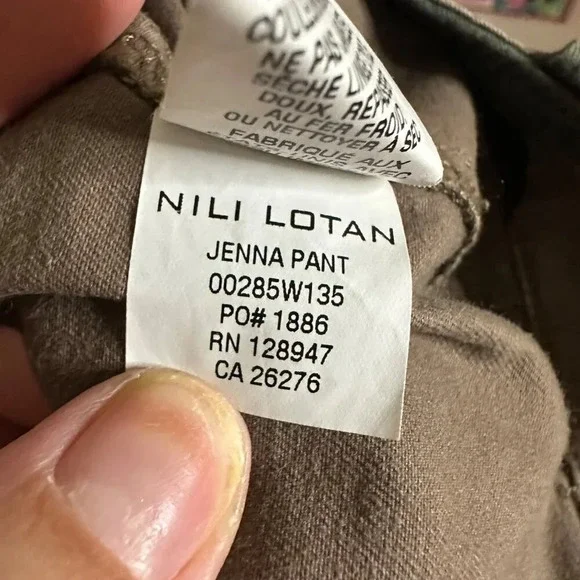 NE PAS
SÈCHE
DOUX,
AU FER FROID,
OU NETTOYER À SEC
FABRIQUE AUX
NILI LOTAN
JENNA PANT
00285W135
PO# 1886
RN 128947
CA 26276